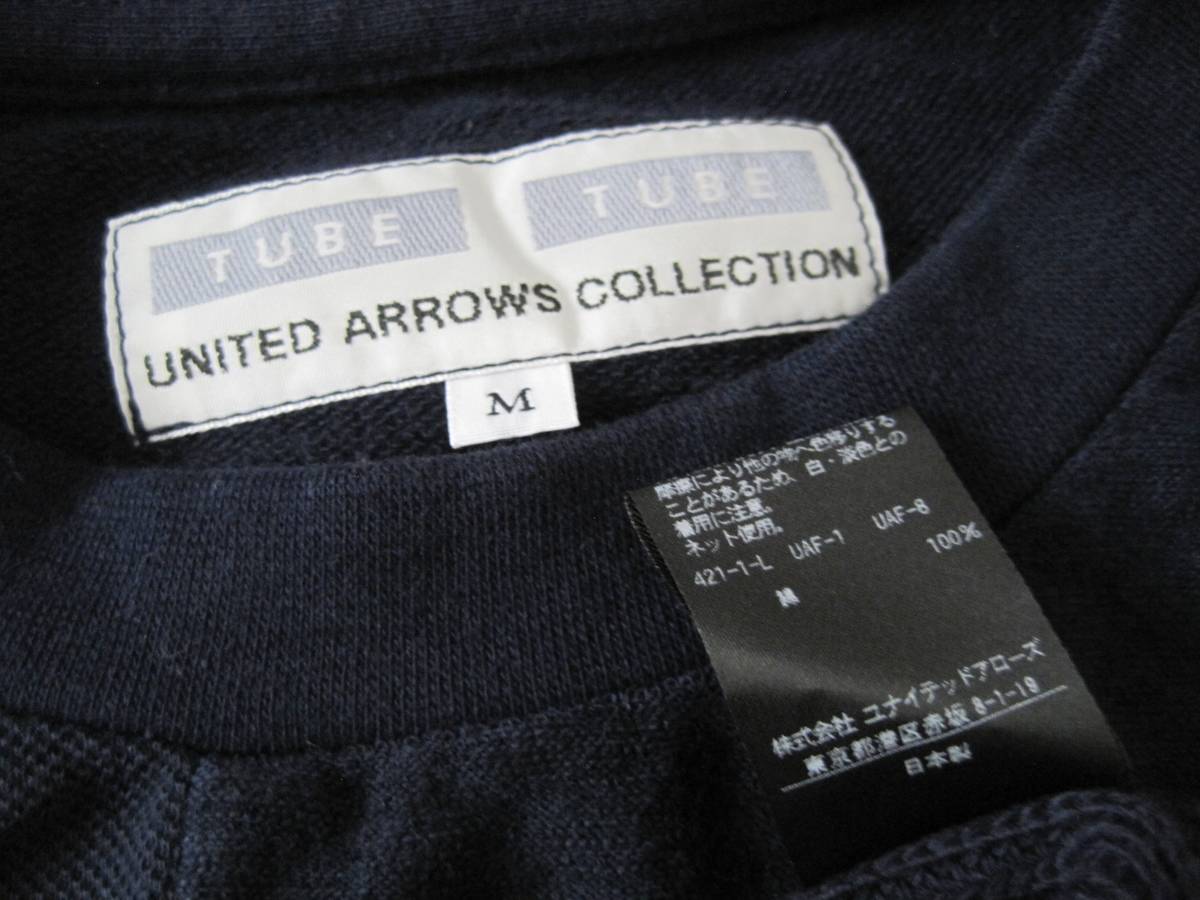 TUBE TUBE
UNITED ARROWS COLLECTION
M
摩擦により他の物へ色移りする
ことがあるため、白・淡色との
着用に注意。
ネット使用。
421-1-L UAF-1 UAF-8
綿 100%
株式会社 ユナイテッドアローズ
東京都港区赤坂 8-1-19
日本製